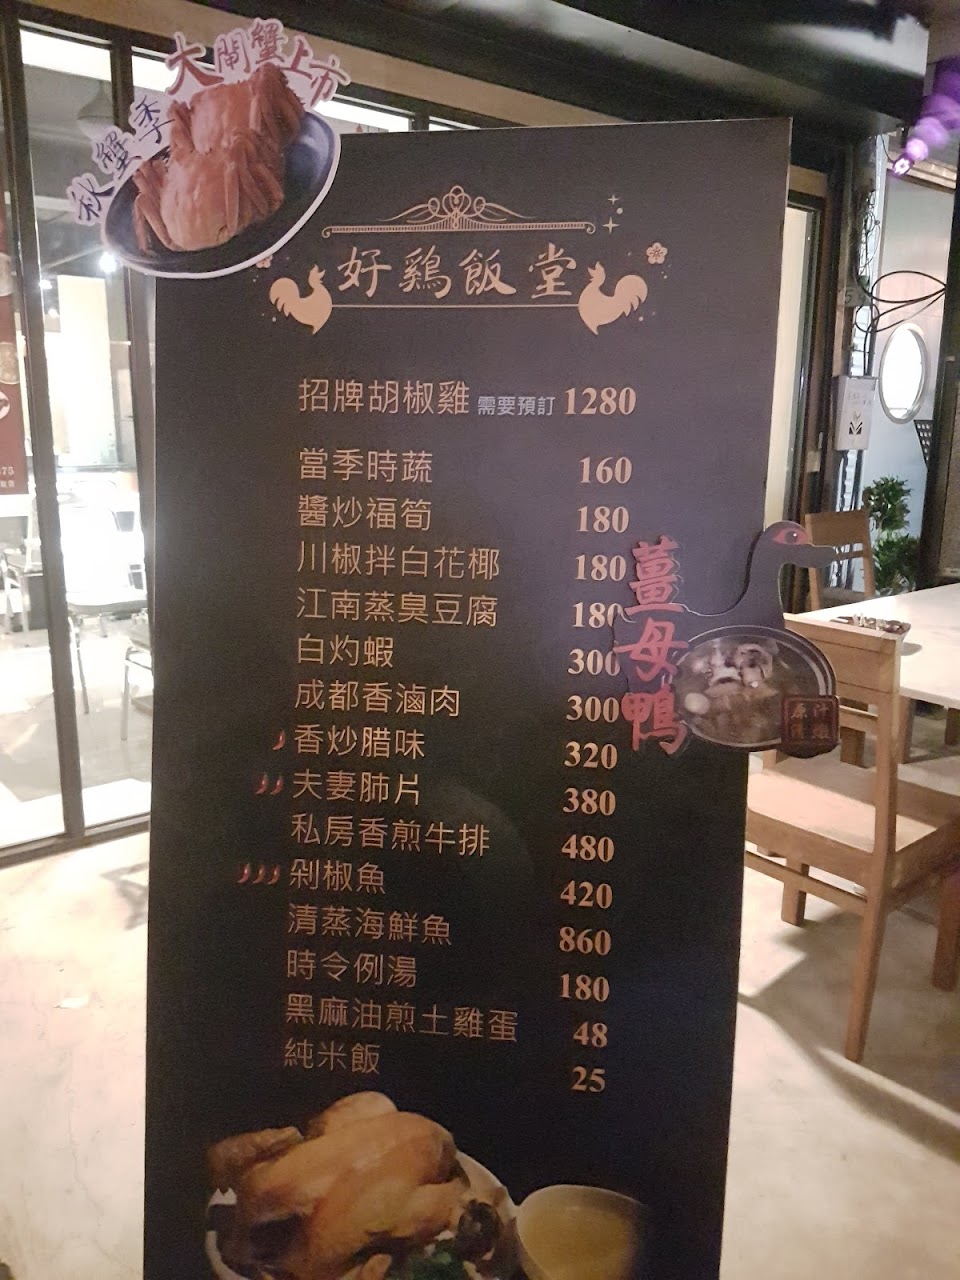 大閘蟹上市
秋蟹季
好鷄飯堂
招牌胡椒雞 需要預訂 1280
當季時蔬 160
醬炒福筍 180
川椒拌白花椰 180
江南蒸臭豆腐 180
白灼蝦 300
成都香滷肉 300
香炒腊味 320
夫妻肺片 380
私房香煎牛排 480
剁椒魚 420
清蒸海鮮魚 860
時令例湯 180
黑麻油煎土雞蛋 48
純米飯 25
薑母鴨